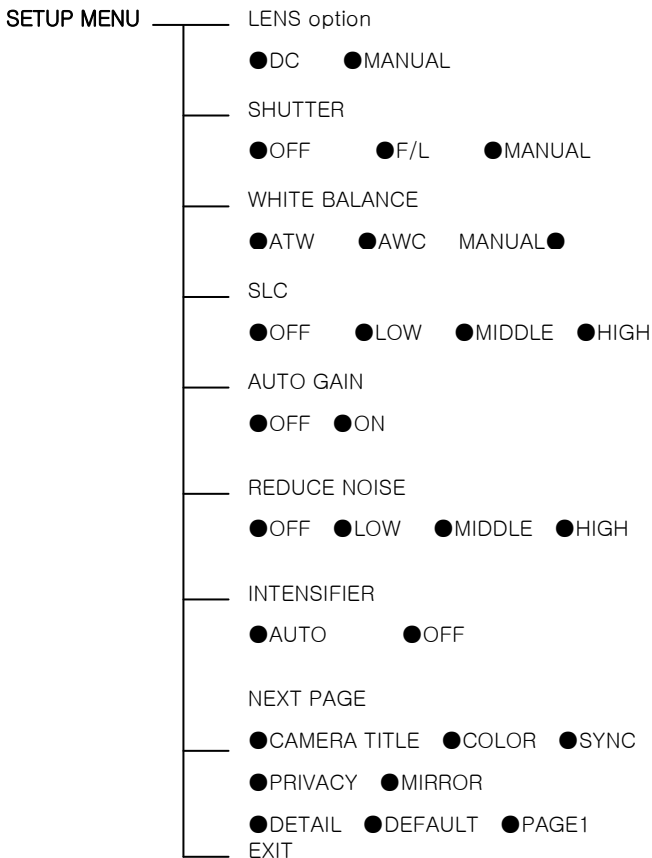 SETUP MENU LENS option
●DC ●MANUAL
SHUTTER
●OFF ●F/L ●MANUAL
WHITE BALANCE
●ATW ●AWC MANUAL●
SLC
●OFF ●LOW ●MIDDLE ●HIGH
AUTO GAIN
●OFF ●ON
REDUCE NOISE
●OFF ●LOW ●MIDDLE ●HIGH
INTENSIFIER
●AUTO ●OFF
NEXT PAGE
●CAMERA TITLE ●COLOR ●SYNC
●PRIVACY ●MIRROR
●DETAIL ●DEFAULT ●PAGE1
EXIT